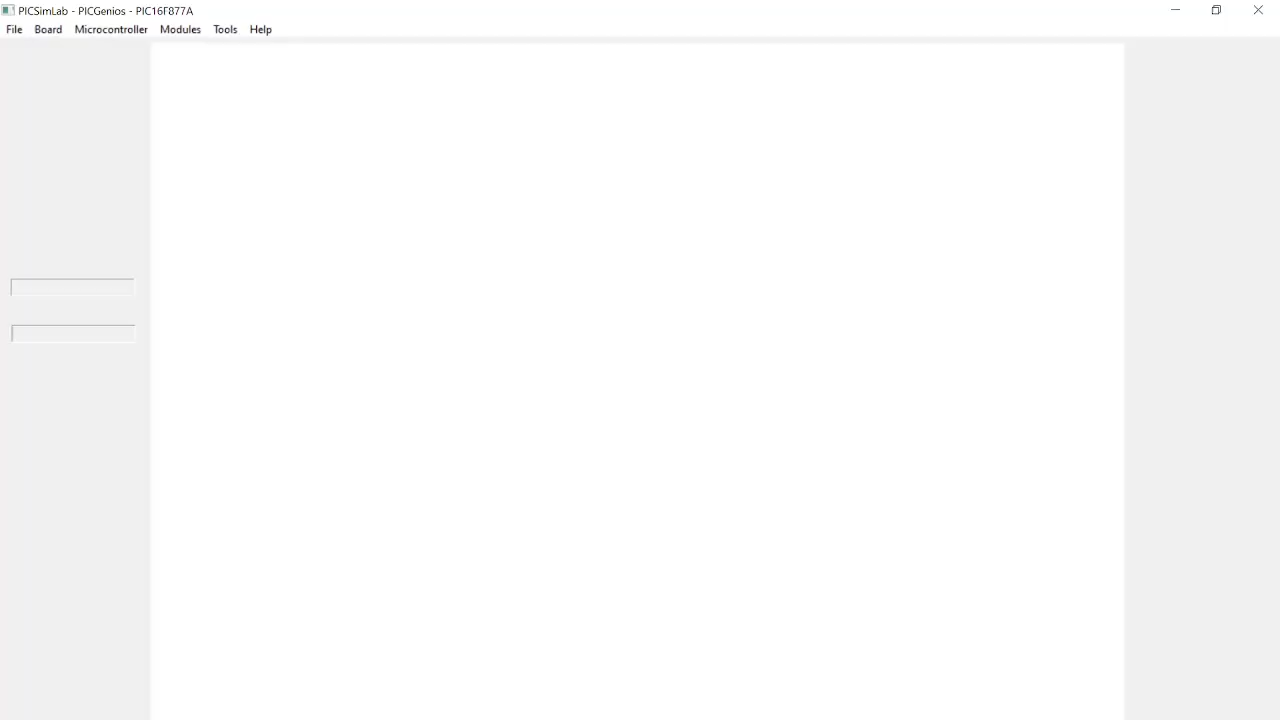 PICSimLab - PICGenios - PIC16F877A
File Board Microcontroller Modules Tools Help